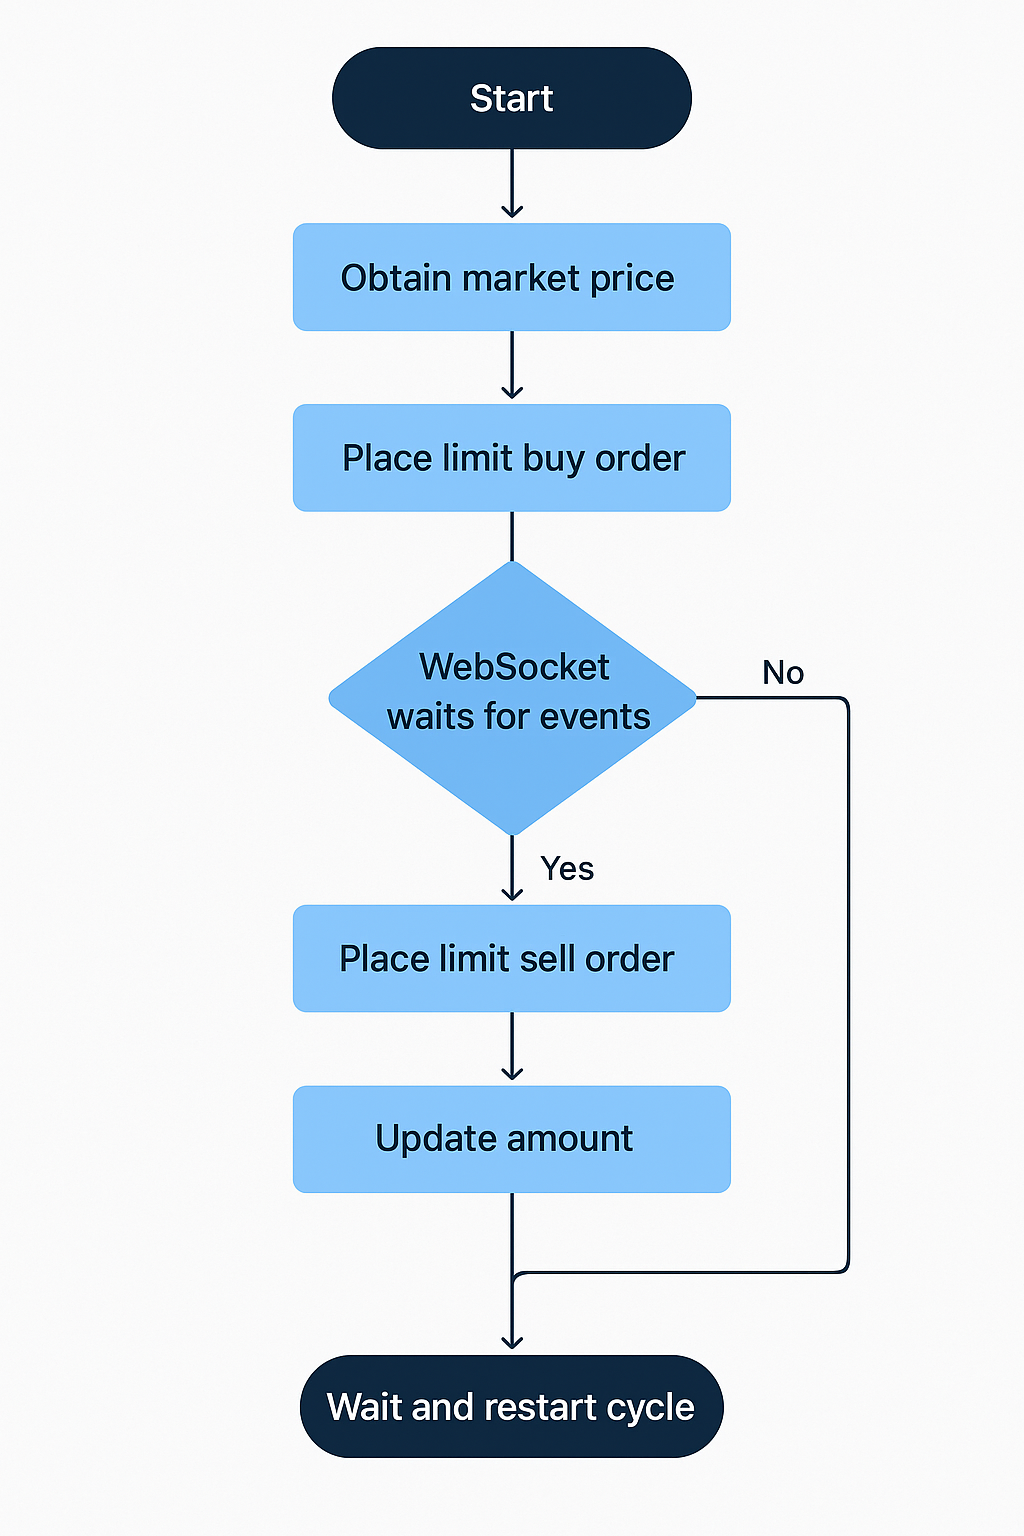 Start
Obtain market price
Place limit buy order
WebSocket
waits for events
No
Yes
Place limit sell order
Update amount
Wait and restart cycle